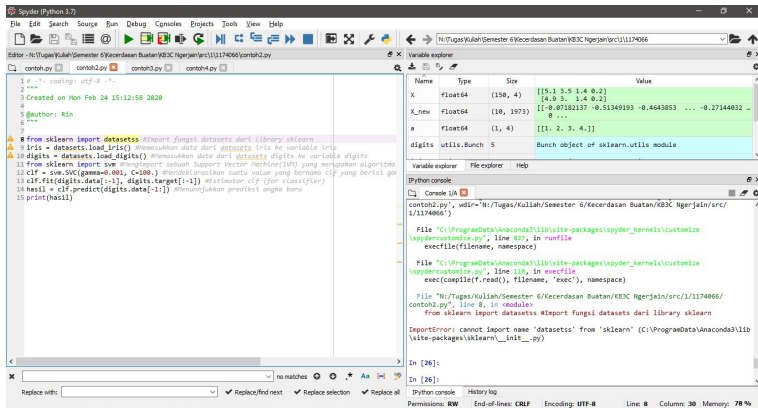 Spyder (Python 3.7)
File Edit Search Source Run Debug Consoles Projects Tools View Help
N:\Tugas\Kuliah\Semester 6\Kecerdasan Buatan\KB3C Ngerjain\src\1\1174066
Editor - N:\Tugas\Kuliah\Semester 6\Kecerdasan Buatan\KB3C Ngerjain\src\1\1174066\contoh2.py
contoh.py contoh2.py contoh3.py contoh4.py
1 # -*- coding: utf-8 -*-
2 """
3 Created on Mon Feb 24 15:12:58 2020
4
5 @author: Rin
6 """
7
8 from sklearn import datasetss #Import fungsi datasets dari library sklearn
9 iris = datasets.load_iris() #Memasukkan data dari datasets iris ke variable iris
10 digits = datasets.load_digits() #Memasukkan data dari datasets digits ke variable digits
11 from sklearn import svm #Mengimport sebuah Support Vector Machine(SVM) yang merupakan algoritma
12 clf = svm.SVC(gamma=0.001, C=100.) #Mendeklarasikan suatu value yang bernama clf yang berisi gam
13 clf.fit(digits.data[:-1], digits.target[:-1]) #Estimator clf (for classifier)
14 hasil = clf.predict(digits.data[-1:]) #Menunjukkan prediksi angka baru
15 print(hasil)
no matches Aa
Replace with: Replace/find next Replace selection Replace all
Variable explorer
Name Type Size Value
X float64 (150, 4) [[5.1 3.5 1.4 0.2]
[4.9 3. 1.4 0.2]
X_new float64 (10, 1973) [[-0.07182137 -0.51349193 -0.4643853 ... -0.27144032 ...
0 ...
a float64 (1, 4) [[1. 2. 3. 4.]]
digits utils.Bunch 5 Bunch object of sklearn.utils module
Variable explorer File explorer Help
IPython console
Console 1/A
contoh2.py', wdir='N:/Tugas/Kuliah/Semester 6/Kecerdasan Buatan/KB3C Ngerjain/src/
1/1174066')
File "C:\ProgramData\Anaconda3\lib\site-packages\spyder_kernels\customize
\spydercustomize.py", line 827, in runfile
execfile(filename, namespace)
File "C:\ProgramData\Anaconda3\lib\site-packages\spyder_kernels\customize
\spydercustomize.py", line 110, in execfile
exec(compile(f.read(), filename, 'exec'), namespace)
File "N:/Tugas/Kuliah/Semester 6/Kecerdasan Buatan/KB3C Ngerjain/src/1/1174066/
contoh2.py", line 8, in <module>
from sklearn import datasetss #Import fungsi datasets dari library sklearn
ImportError: cannot import name 'datasetss' from 'sklearn' (C:\ProgramData\Anaconda3\lib
\site-packages\sklearn\__init__.py)
In [26]:
In [26]:
IPython console History log
Permissions: RW End-of-lines: CRLF Encoding: UTF-8 Line: 8 Column: 30 Memory: 78 %